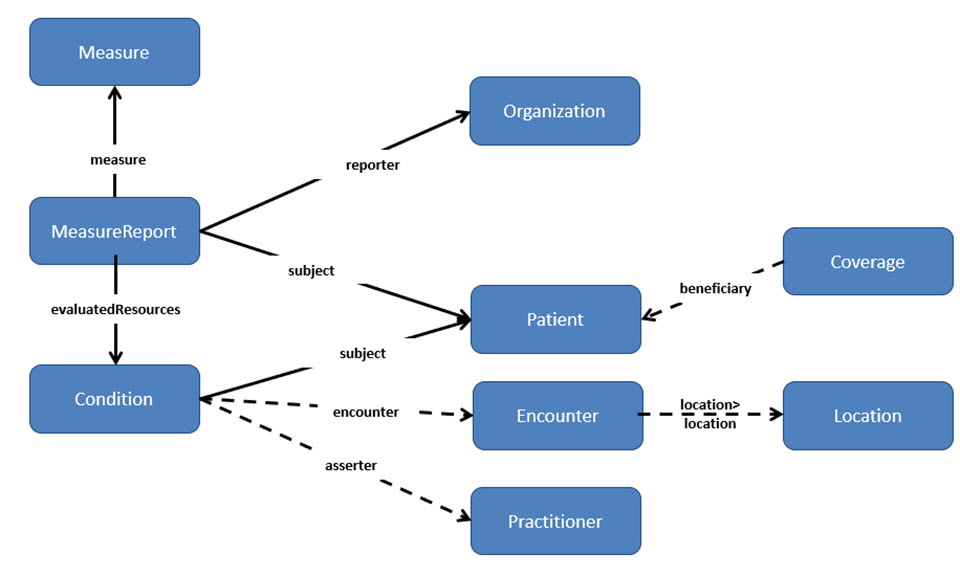 Measure
Organization
measure
reporter
MeasureReport
Coverage
subject
beneficiary
evaluatedResources
Patient
subject
Condition
encounter
Encounter
location>
location
Location
asserter
Practitioner